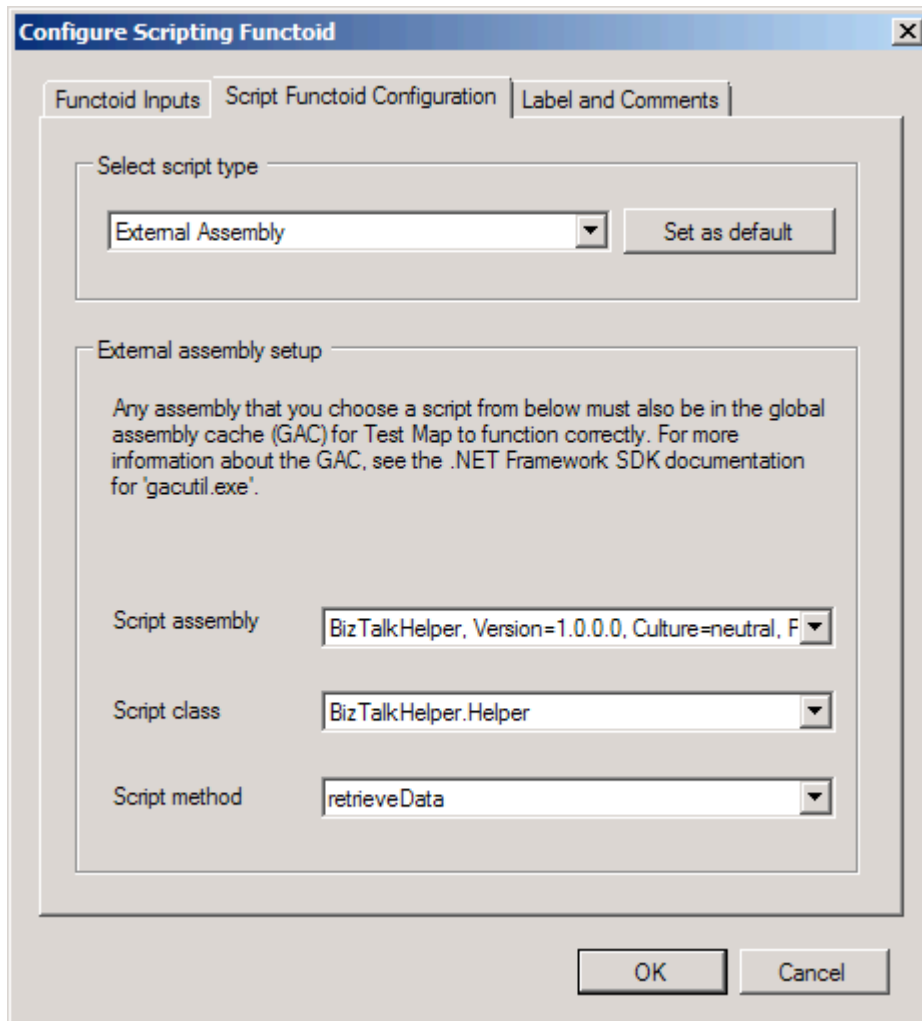 Configure Scripting Functoid
Functoid Inputs
Script Functoid Configuration
Label and Comments
Select script type
External Assembly
Set as default
External assembly setup
Any assembly that you choose a script from below must also be in the global
assembly cache (GAC) for Test Map to function correctly. For more
information about the GAC, see the .NET Framework SDK documentation
for 'gacutil.exe'.
Script assembly
BizTalkHelper, Version=1.0.0.0, Culture=neutral,
Script class
BizTalkHelper.Helper
Script method
retrieveData
OK
Cancel